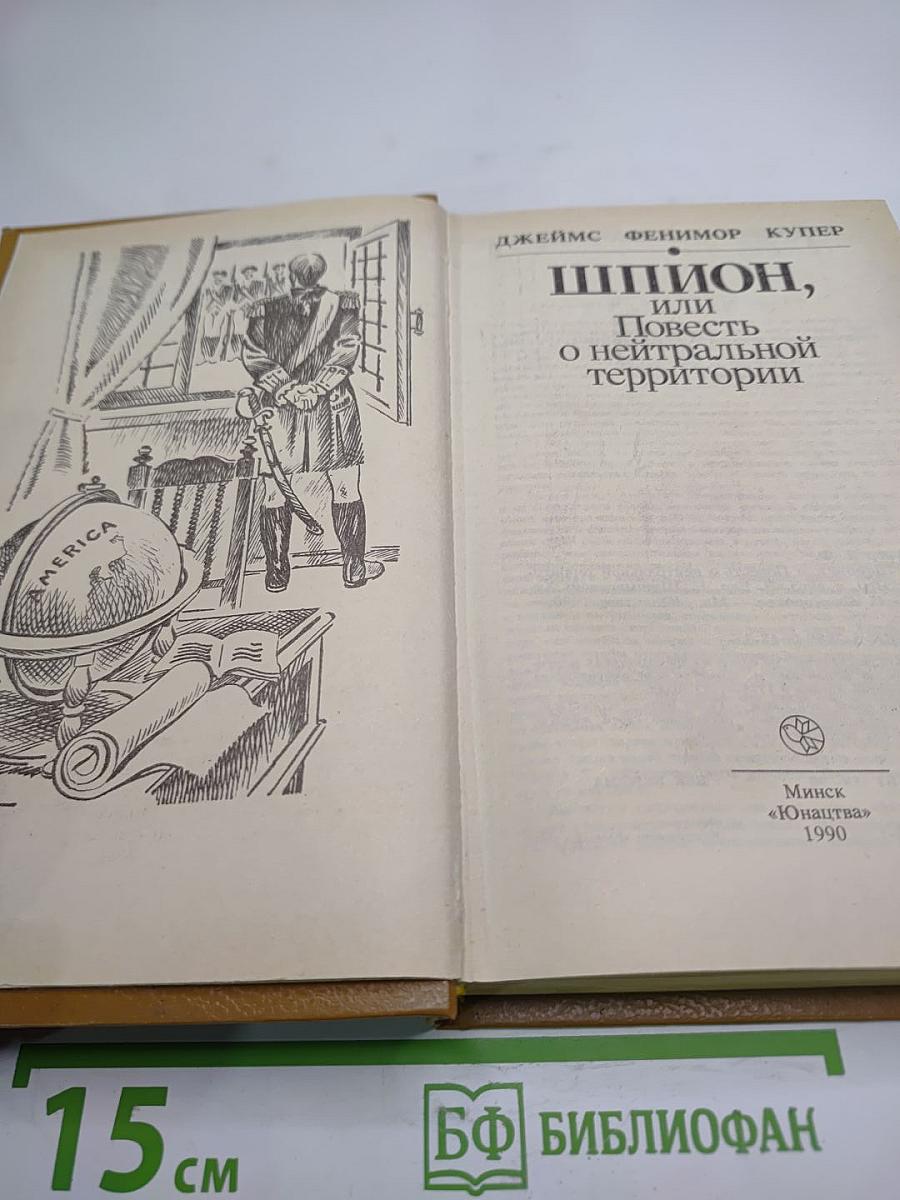 AMERICA
ДЖЕЙМС ФЕНИМОР КУПЕР
ШПИОН,
или
Повесть
о нейтральной
территории
Минск
«Юнацтва»
1990
15 см
БФ БИБЛИОФАН